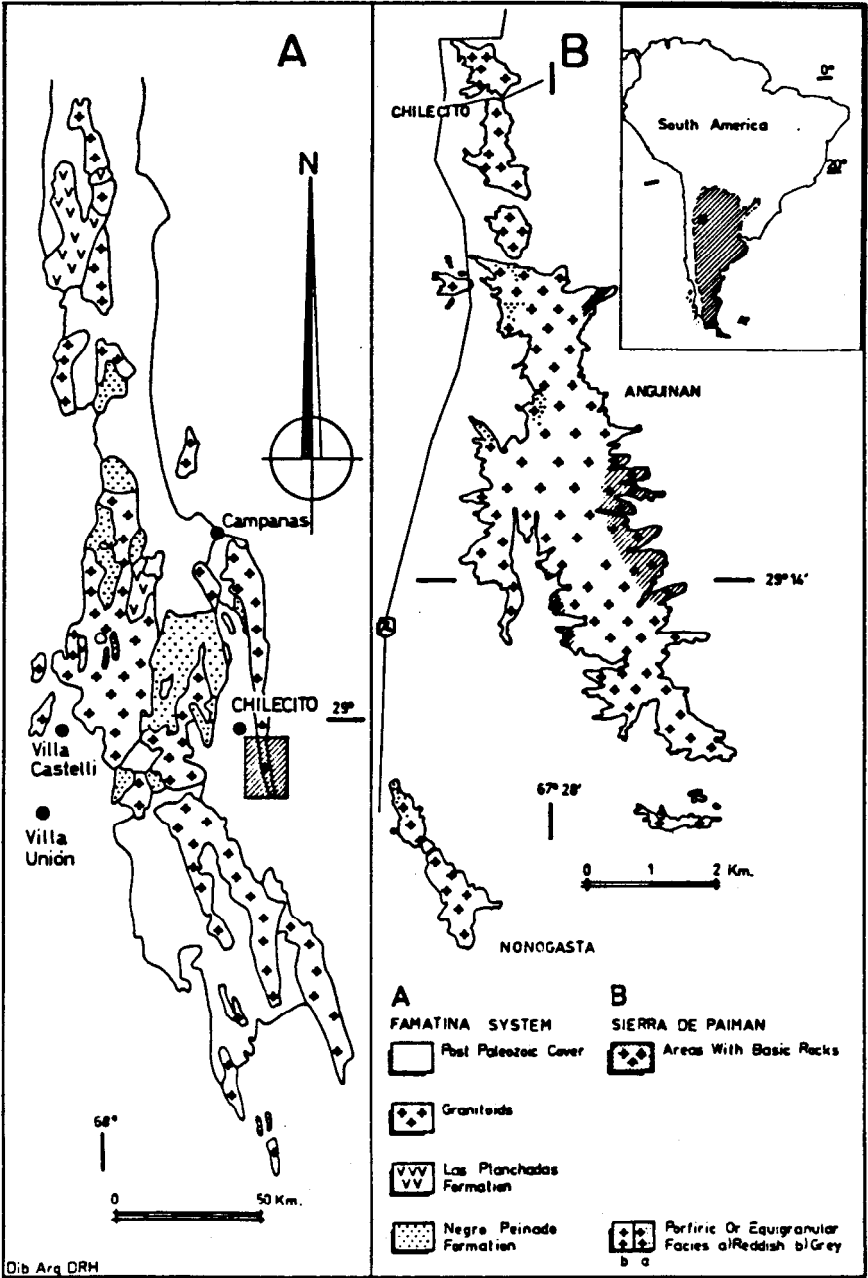 A
N
Campanas
CHILECITO
29°
Villa
Castelli
Villa
Unión
68°
0 50 Km.
Dib Arq DRH
B
CHILECITO
South America
0°
20°
ANGUINAN
29° 14'
67° 28'
0 1 2 Km.
NONOGASTA
A
FAMATINA SYSTEM
Post Paleozoic Cover
Granitoids
Las Planchadas
Formation
Negro Peinado
Formation
B
SIERRA DE PAIMAN
Areas With Basic Rocks
Porfiric Or Equigranular
Facies a)Reddish b)Grey
b a